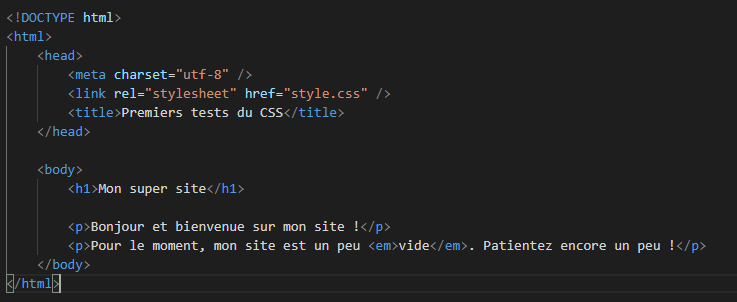 <!DOCTYPE html>
<html>
<head>
<meta charset="utf-8" />
<link rel="stylesheet" href="style.css" />
<title>Premiers tests du CSS</title>
</head>
<body>
<h1>Mon super site</h1>
<p>Bonjour et bienvenue sur mon site !</p>
<p>Pour le moment, mon site est un peu <em>vide</em>. Patientez encore un peu !</p>
</body>
</html>